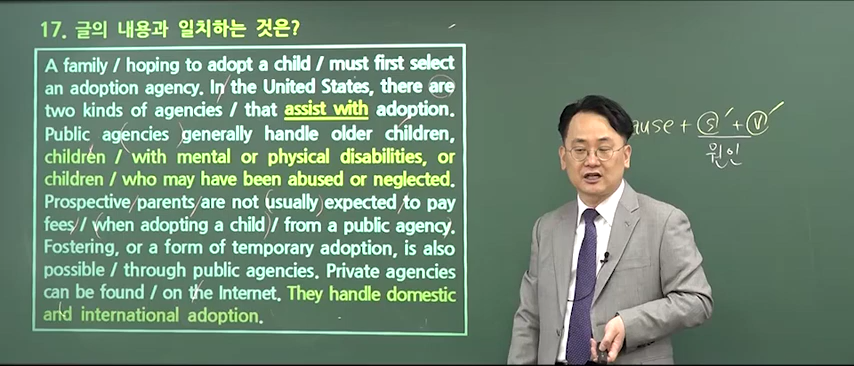 17. 글의 내용과 일치하는 것은?
A family / hoping to adopt a child / must first select
an adoption agency. In the United States, there are
two kinds of agencies / that assist with adoption.
Public agencies generally handle older children,
children / with mental or physical disabilities, or
children / who may have been abused or neglected.
Prospective parents are not usually expected to pay
fees / when adopting a child / from a public agency.
Fostering, or a form of temporary adoption, is also
possible / through public agencies. Private agencies
can be found / on the Internet. They handle domestic
and international adoption.
ause + s' + v'
원인